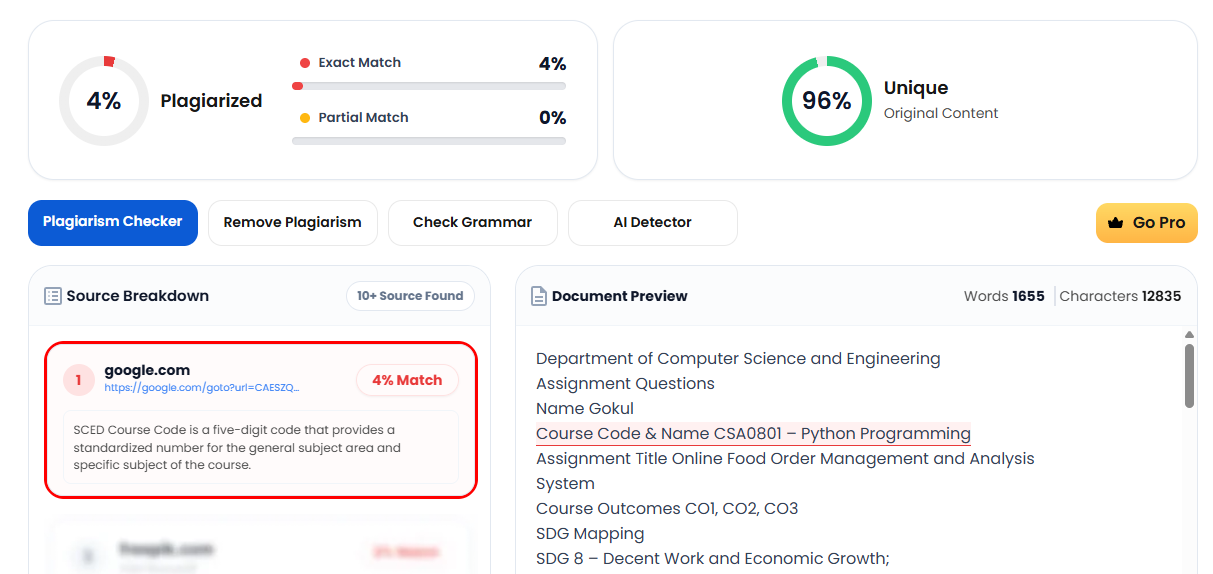 4%
Plagiarized
Exact Match 4%
Partial Match 0%
96%
Unique
Original Content
Plagiarism Checker
Remove Plagiarism
Check Grammar
AI Detector
Go Pro
Source Breakdown
10+ Source Found
1
google.com
https://google.com/goto?url=CAESZQ...
4% Match
SCED Course Code is a five-digit code that provides a
standardized number for the general subject area and
specific subject of the course.
Document Preview
Words 1655 Characters 12835
Department of Computer Science and Engineering
Assignment Questions
Name Gokul
Course Code & Name CSA0801 – Python Programming
Assignment Title Online Food Order Management and Analysis
System
Course Outcomes CO1, CO2, CO3
SDG Mapping
SDG 8 – Decent Work and Economic Growth;